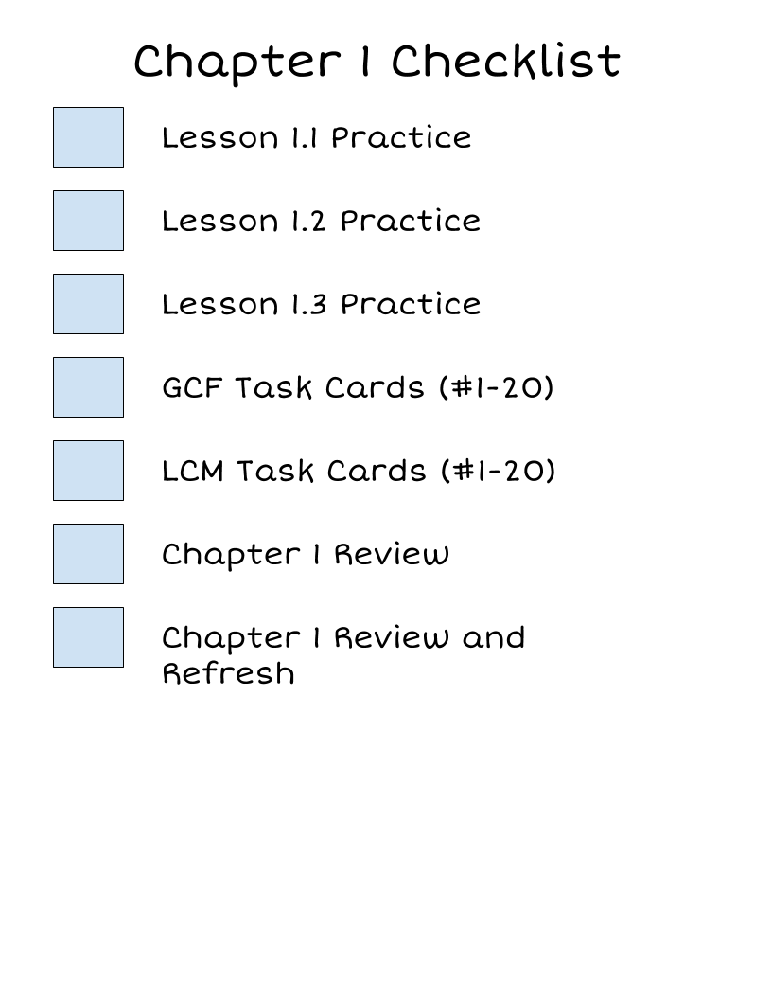 Chapter 1 Checklist
Lesson 1.1 Practice
Lesson 1.2 Practice
Lesson 1.3 Practice
GCF Task Cards (#1-20)
LCM Task Cards (#1-20)
Chapter 1 Review
Chapter 1 Review and
Refresh